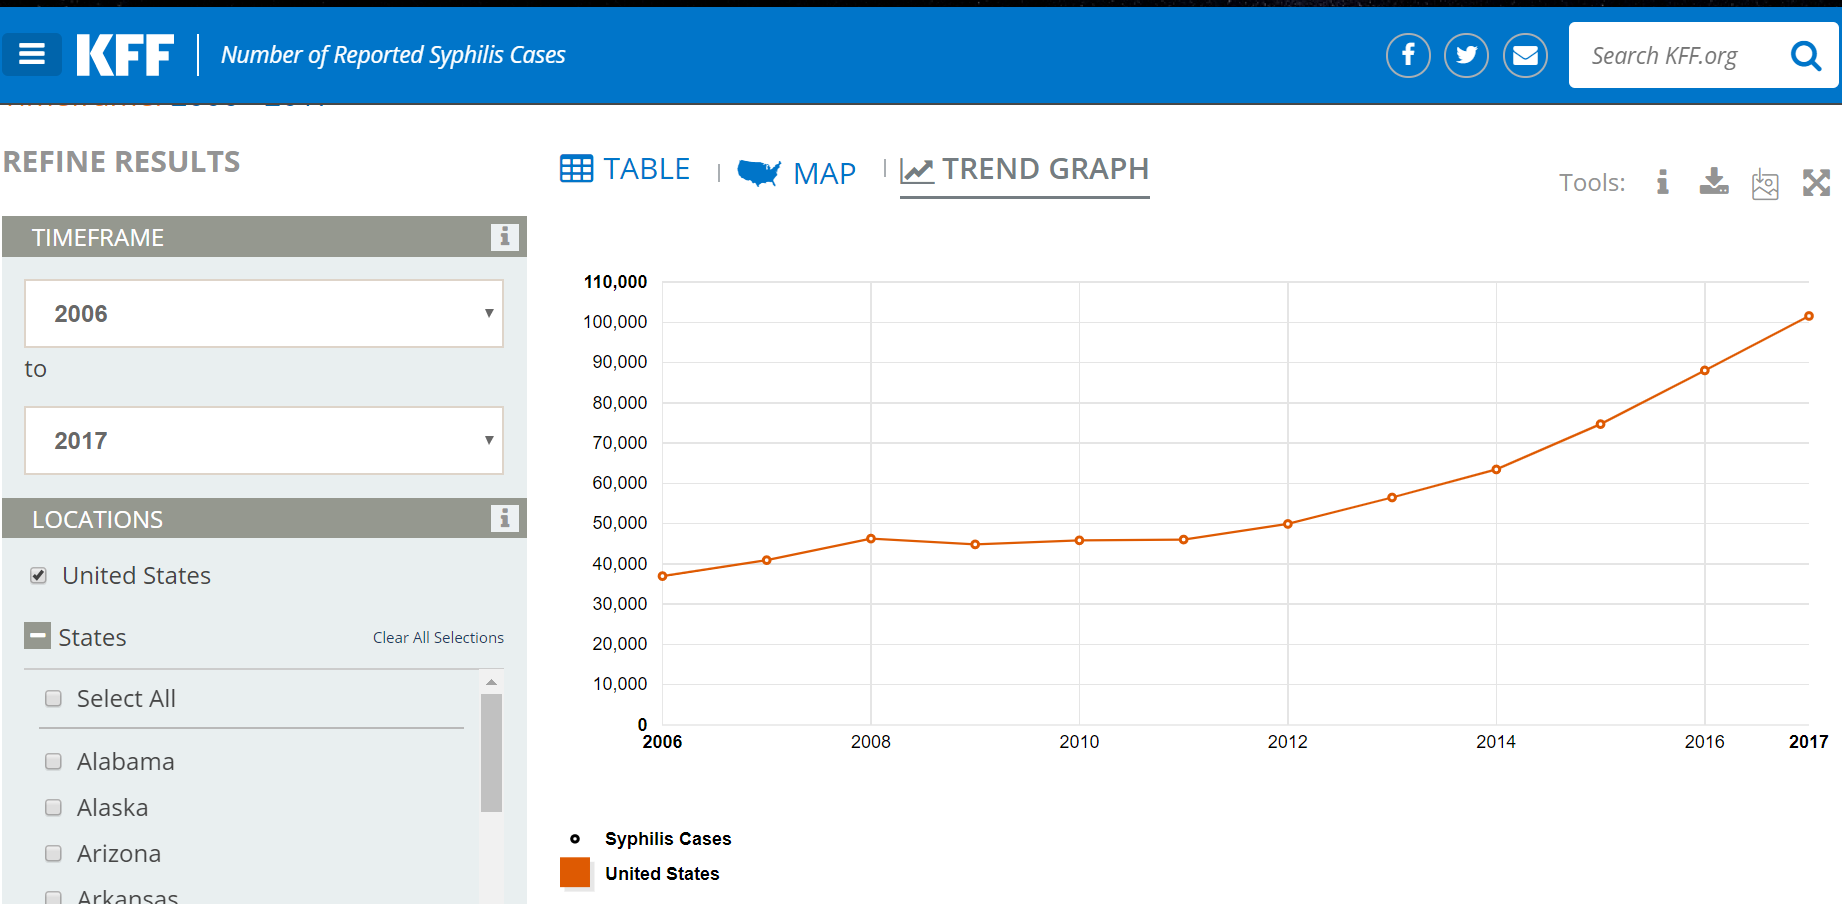 KFF
Number of Reported Syphilis Cases
Search KFF.org
REFINE RESULTS
TABLE
MAP
TREND GRAPH
Tools:
TIMEFRAME
2006
to
2017
LOCATIONS
United States
States
Clear All Selections
Select All
Alabama
Alaska
Arizona
Arkansas
110,000
100,000
90,000
80,000
70,000
60,000
50,000
40,000
30,000
20,000
10,000
0
2006 2008 2010 2012 2014 2016 2017
Syphilis Cases
United States